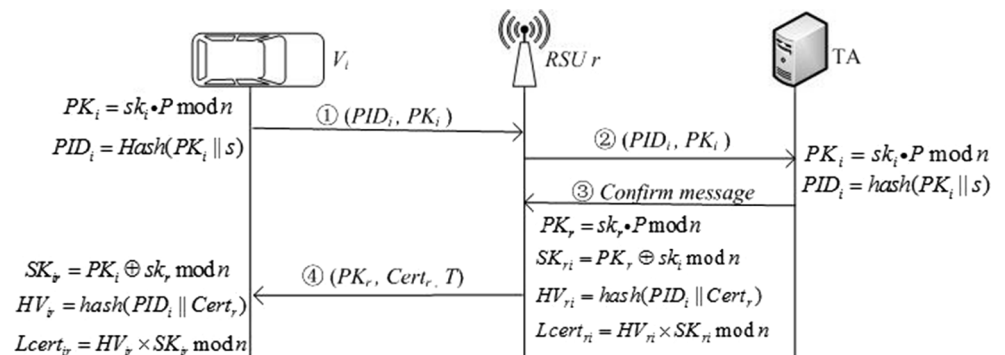 V_i
RSU r
TA
PK_i = sk_i•P mod n
PID_i = Hash(PK_i || s)
① (PID_i, PK_i)
② (PID_i, PK_i)
PK_i = sk_i•P mod n
PID_i = hash(PK_i || s)
③ Confirm message
PK_r = sk_r•P mod n
SK_ri = PK_r ⊕ sk_i mod n
HV_ri = hash(PID_i || Cert_r)
Lcert_ri = HV_ri × SK_ri mod n
④ (PK_r, Cert_r, T)
SK_ir = PK_i ⊕ sk_r mod n
HV_ir = hash(PID_i || Cert_r)
Lcert_ir = HV_ir × SK_ir mod n